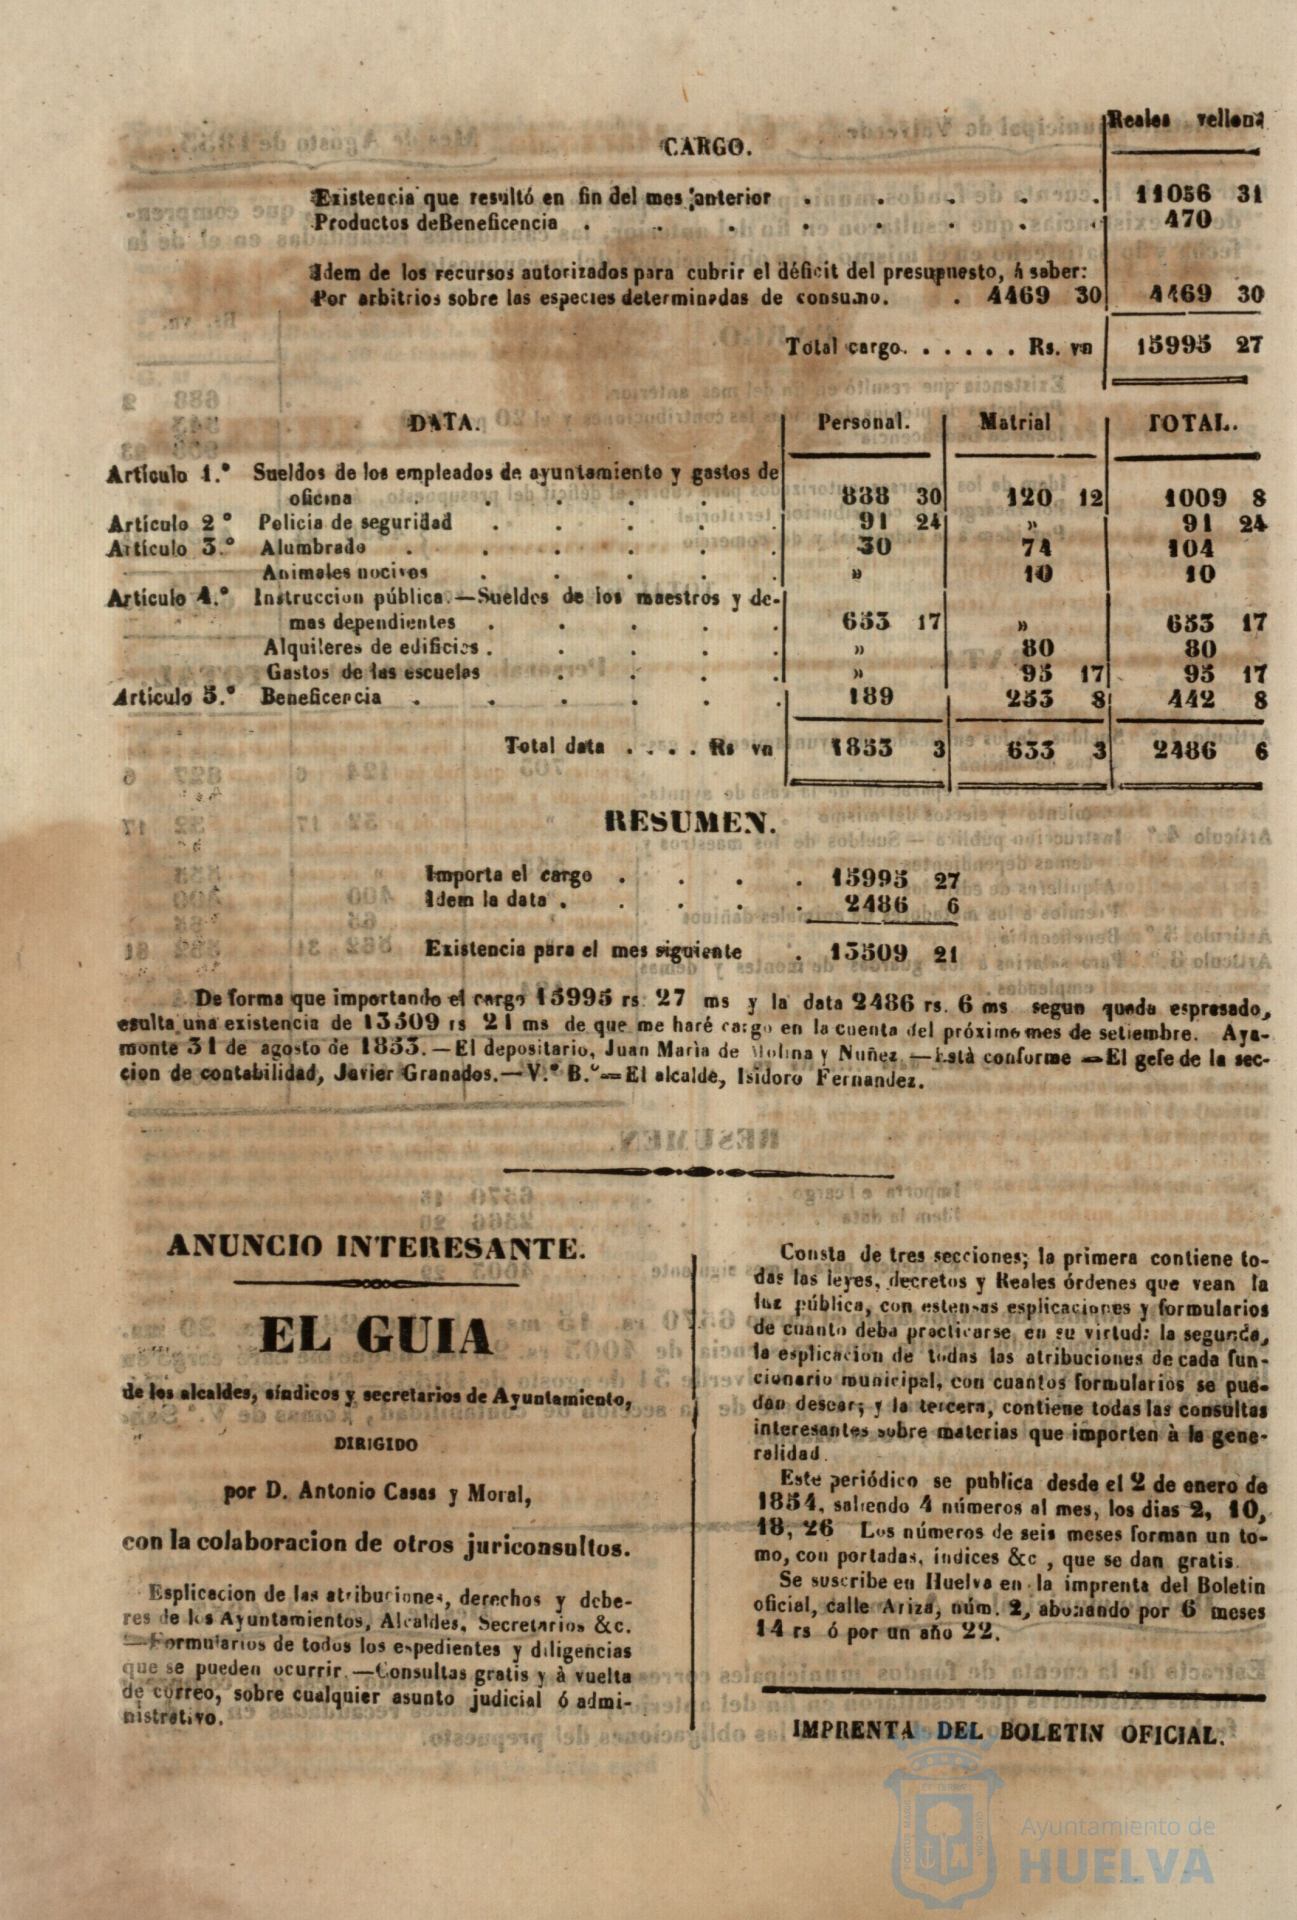 Reales vellon
CARGO.
Existencia que resultó en fin del mes anterior . . . . . 11056 31
Productos deBeneficencia . . . . . . . . 470
Idem de los recursos autorizados para cubrir el déficit del presupuesto, á saber:
Por arbitrios sobre las especies determinadas de consumo. . 4469 30 4469 30
Total cargo. . . . . . Rs. vn 15995 27
DATA. Personal. Matrial TOTAL.
Artículo 1.º Sueldos de los empleados de ayuntamiento y gastos de
oficina . . . . . 888 30 120 12 1009 8
Artículo 2º Policia de seguridad . . . . . 91 24 » 91 24
Artículo 3.º Alumbrado . . . . . . 30 74 104
Animales nocivos . . . . . » 10 10
Artículo 4.º Instruccion pública.—Sueldos de los maestros y de-
mas dependientes . . . . . 653 17 » 653 17
Alquileres de edificios . . . . . » 80 80
Gastos de las escuelas . . . . » 95 17 95 17
Artículo 5.º Beneficencia . . . . . . 189 253 8 442 8
Total data . . . . Rs vn 1853 3 633 3 2486 6
RESUMEN.
Importa el cargo . . . . 15995 27
Idem la data . . . . . 2486 6
Existencia para el mes siguiente . 13509 21
De forma que importando el cargo 15995 rs. 27 ms y la data 2486 rs. 6 ms segun queda espresado,
esulta una existencia de 13509 rs 21 ms de que me haré cargo en la cuenta del próximo mes de setiembre. Aya-
monte 31 de agosto de 1853.—El depositario, Juan Marìa de Molina y Nuñez.—Està conforme—El gefe de la sec-
cion de contabilidad, Javier Granados.—V.º B.º—El alcalde, Isidoro Fernandez.
ANUNCIO INTERESANTE.
EL GUIA
de los alcaldes, síndicos y secretarios de Ayuntamiento,
DIRIGIDO
por D. Antonio Casas y Moral,
con la colaboracion de otros juriconsultos.
Esplicacion de las atribuciones, derechos y debe-
res de los Ayuntamientos, Alcaldes, Secretarios &c.
—Formularios de todos los espedientes y diligencias
que se pueden ocurrir.—Consultas gratis y à vuelta
de correo, sobre cualquier asunto judicial ó admi-
nistrativo.
Consta de tres secciones; la primera contiene to-
das las leyes, decretos y Reales órdenes que vean la
luz pública, con estensas esplicaciones y formularios
de cuanto deba practicarse en su virtud: la segunda,
la esplicacion de todas las atribuciones de cada fun-
cionario municipal, con cuantos formularios se pue-
dan desear; y la tercera, contiene todas las consultas
interesantes sobre materias que importen à la gene-
ralidad.
Este periódico se publica desde el 2 de enero de
1854, saliendo 4 números al mes, los dias 2, 10,
18, 26 Los números de seis meses forman un to-
mo, con portadas, índices &c , que se dan gratis.
Se suscribe en Huelva en la imprenta del Boletin
oficial, calle Ariza, núm. 2, abonando por 6 meses
14 rs ó por un año 22.
IMPRENTA DEL BOLETIN OFICIAL.
Ayuntamiento de
HUELVA